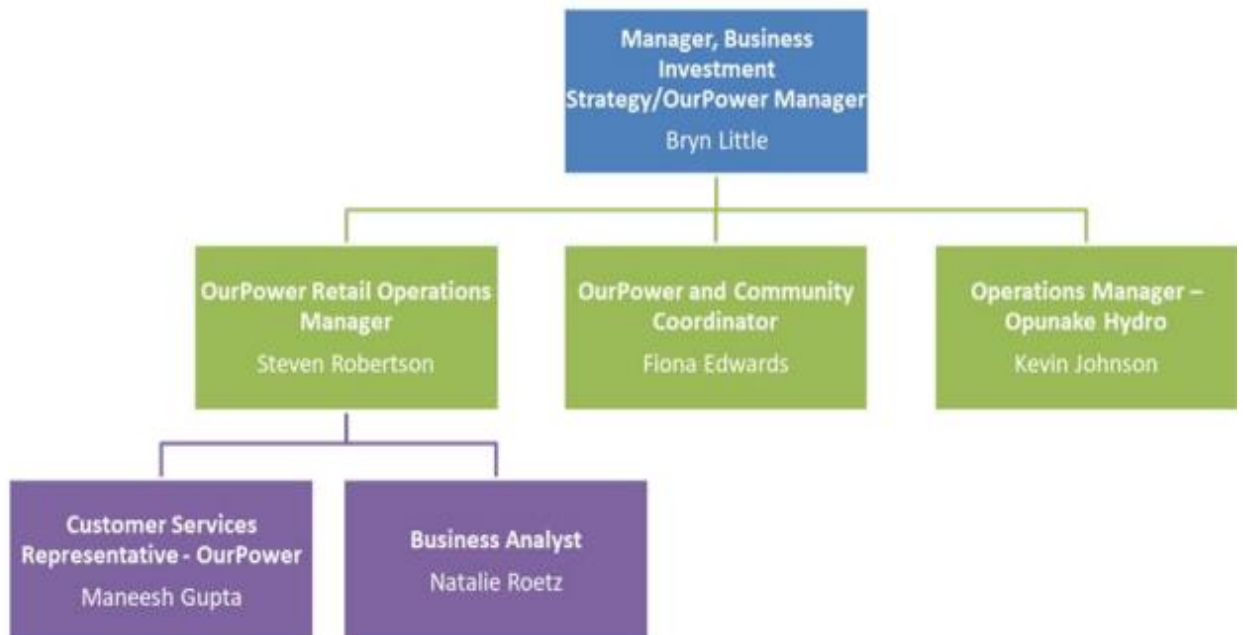 Manager, Business
Investment
Strategy/OurPower Manager
Bryn Little
OurPower Retail Operations
Manager
Steven Robertson
OurPower and Community
Coordinator
Fiona Edwards
Operations Manager –
Opunake Hydro
Kevin Johnson
Customer Services
Representative - OurPower
Maneesh Gupta
Business Analyst
Natalie Roetz